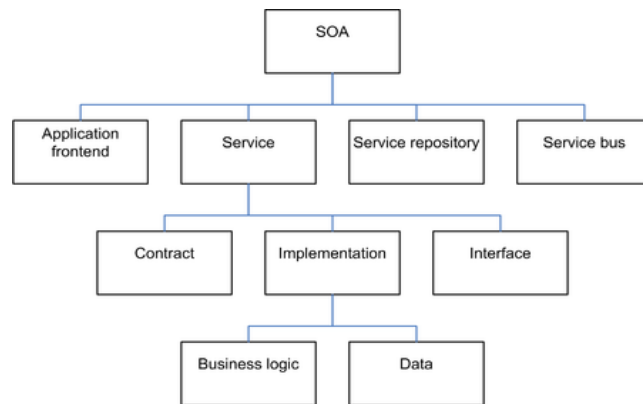 SOA
Application
frontend
Service
Service repository
Service bus
Contract
Implementation
Interface
Business logic
Data